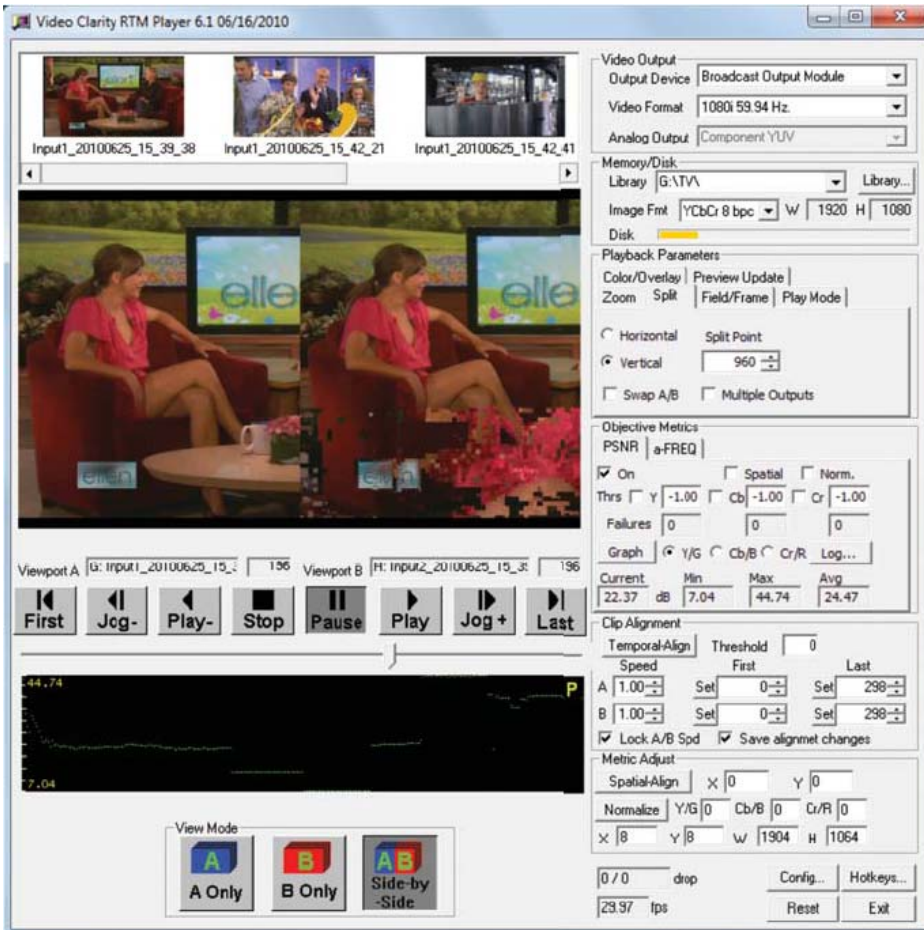 Video Clarity RTM Player 6.1 06/16/2010
Input1_20100625_15_39_38
Input1_20100625_15_42_21
Input1_20100625_15_42_41
elle
ellen
ellen
Viewport A
G: Input1_20100625_15_3
196
Viewport B
H: Input2_20100625_15_39
196
First
Jog-
Play-
Stop
Pause
Play
Jog +
Last
44.74
P
7.04
View Mode
A
A Only
B
B Only
AB
Side-by
-Side
Video Output
Output Device
Broadcast Output Module
Video Format
1080i 59.94 Hz.
Analog Output
Component YUV
Memory/Disk
Library
G:\TV\
Library...
Image Fmt
YCbCr 8 bpc
W 1920 H 1080
Disk
Playback Parameters
Color/Overlay Preview Update
Zoom Split Field/Frame Play Mode
Horizontal Split Point
Vertical 960
Swap A/B Multiple Outputs
Objective Metrics
PSNR a-FREQ
On Spatial Norm.
Thrs Y -1.00 Cb -1.00 Cr -1.00
Failures 0 0 0
Graph Y/G Cb/B Cr/R Log...
Current Min Max Avg
22.37 dB 7.04 44.74 24.47
Clip Alignment
Temporal-Align Threshold 0
Speed First Last
A 1.00 Set 0 Set 298
B 1.00 Set 0 Set 298
Lock A/B Spd Save alignmet changes
Metric Adjust
Spatial-Align X 0 Y 0
Normalize Y/G 0 Cb/B 0 Cr/R 0
X 8 Y 8 W 1904 H 1064
0 / 0 drop
Config... Hotkeys...
29.97 fps
Reset Exit